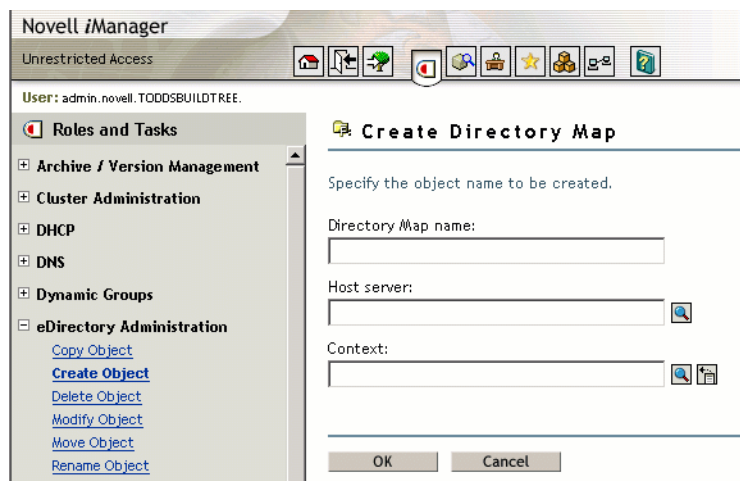 Novell iManager
Unrestricted Access
User: admin.novell.TODDSBUILDTREE.
Roles and Tasks
Archive / Version Management
Cluster Administration
DHCP
DNS
Dynamic Groups
eDirectory Administration
Copy Object
Create Object
Delete Object
Modify Object
Move Object
Rename Object
Create Directory Map
Specify the object name to be created.
Directory Map name:
Host server:
Context:
OK Cancel